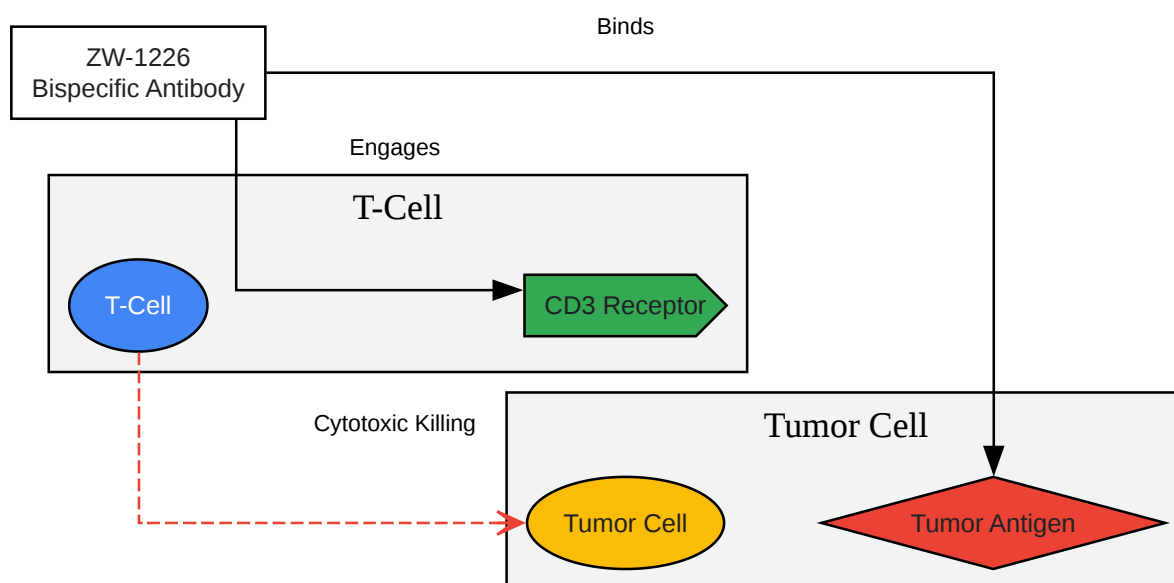 Binds
ZW-1226
Bispecific Antibody
Engages
T-Cell
T-Cell
CD3 Receptor
Cytotoxic Killing
Tumor Cell
Tumor Cell
Tumor Antigen